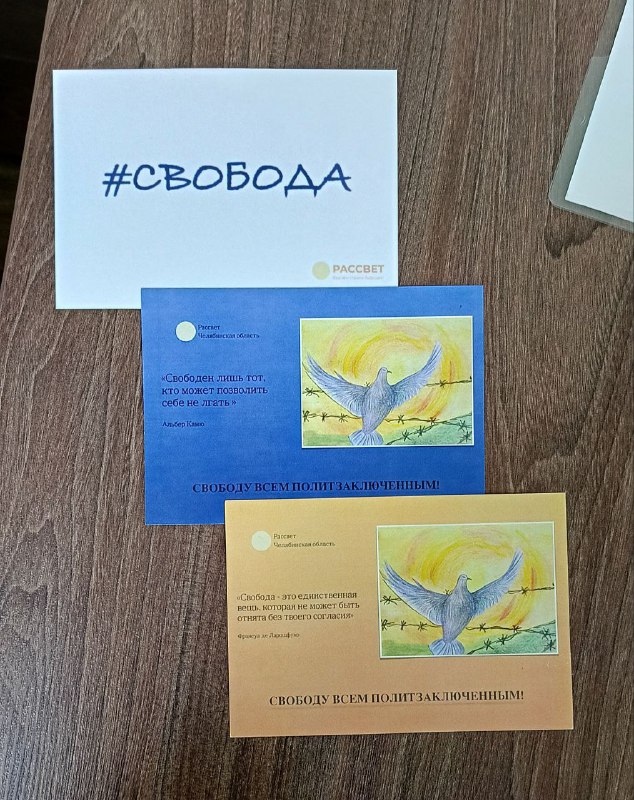 #СВОБОДА
РАССВЕТ
Рассвет
Челябинская область
«Свободен лишь тот,
кто может позволить
себе не лгать.»
Альбер Камю
СВОБОДУ ВСЕМ ПОЛИТЗАКЛЮЧЕННЫМ!
Рассвет
Челябинская область
«Свобода - это единственная
вещь, которая не может быть
отнята без твоего согласия»
Франсуа де Ларошфуко
СВОБОДУ ВСЕМ ПОЛИТЗАКЛЮЧЕННЫМ!